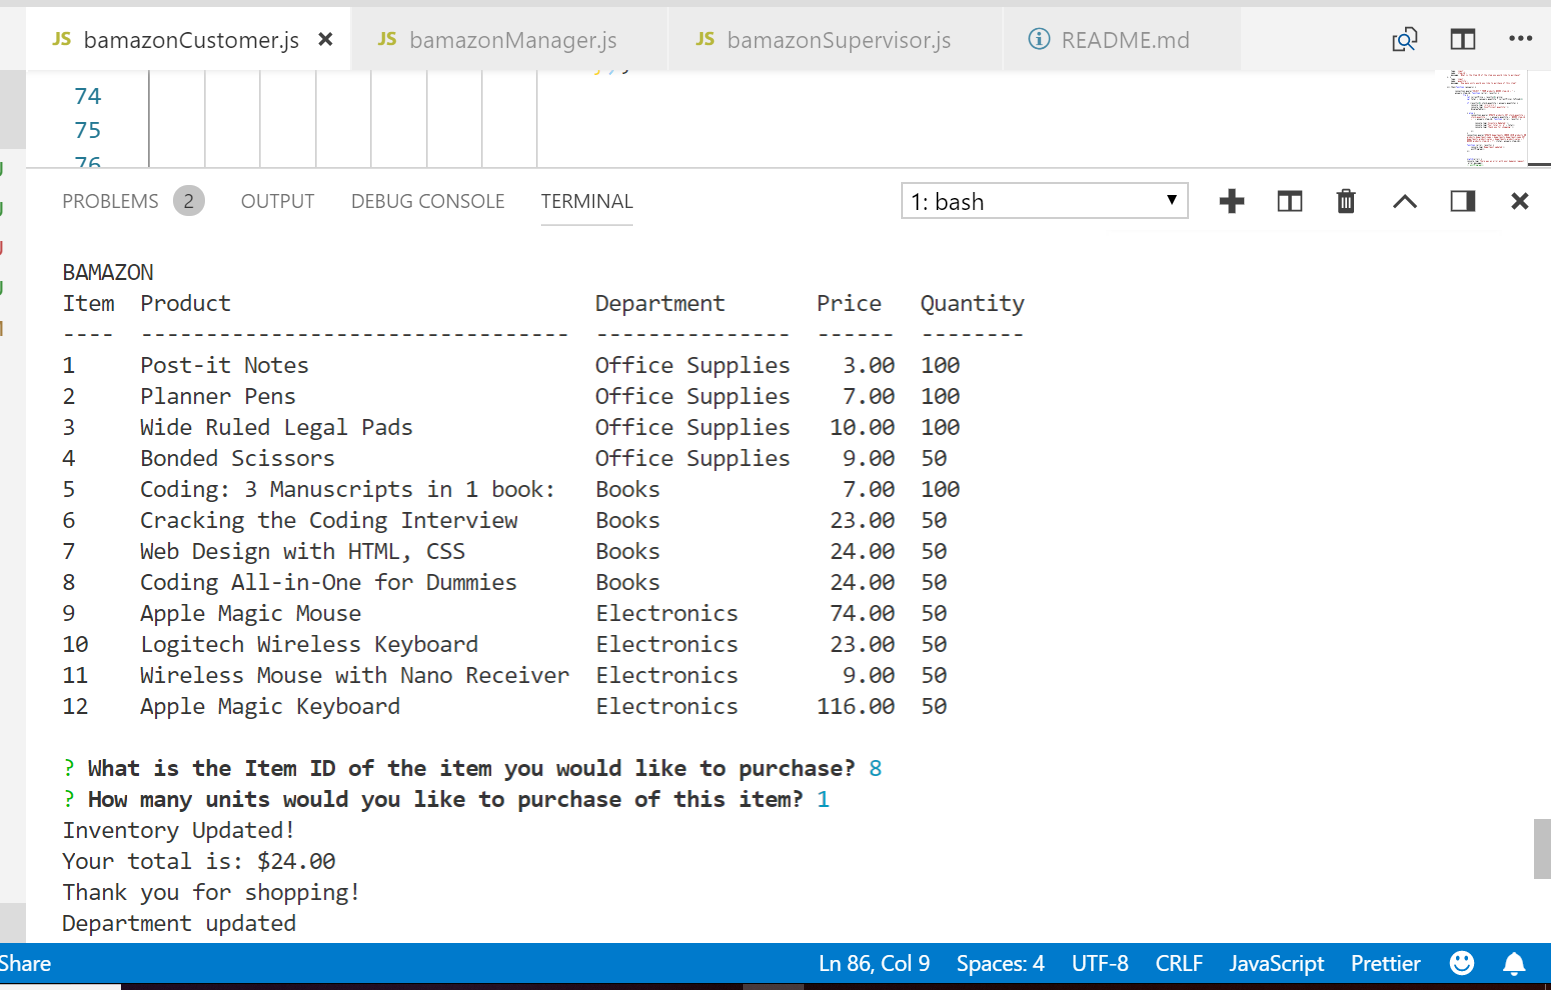 JS bamazonCustomer.js × JS bamazonManager.js JS bamazonSupervisor.js README.md
74
75
76
PROBLEMS 2 OUTPUT DEBUG CONSOLE TERMINAL 1: bash
BAMAZON
Item  Product                            Department       Price   Quantity
----  ---------------------------------  ---------------  ------  --------
1     Post-it Notes                      Office Supplies    3.00  100
2     Planner Pens                       Office Supplies    7.00  100
3     Wide Ruled Legal Pads              Office Supplies   10.00  100
4     Bonded Scissors                    Office Supplies    9.00  50
5     Coding: 3 Manuscripts in 1 book:   Books              7.00  100
6     Cracking the Coding Interview      Books             23.00  50
7     Web Design with HTML, CSS          Books             24.00  50
8     Coding All-in-One for Dummies      Books             24.00  50
9     Apple Magic Mouse                  Electronics       74.00  50
10    Logitech Wireless Keyboard         Electronics       23.00  50
11    Wireless Mouse with Nano Receiver  Electronics        9.00  50
12    Apple Magic Keyboard               Electronics      116.00  50
? What is the Item ID of the item you would like to purchase? 8
? How many units would you like to purchase of this item? 1
Inventory Updated!
Your total is: $24.00
Thank you for shopping!
Department updated
Share Ln 86, Col 9 Spaces: 4 UTF-8 CRLF JavaScript Prettier